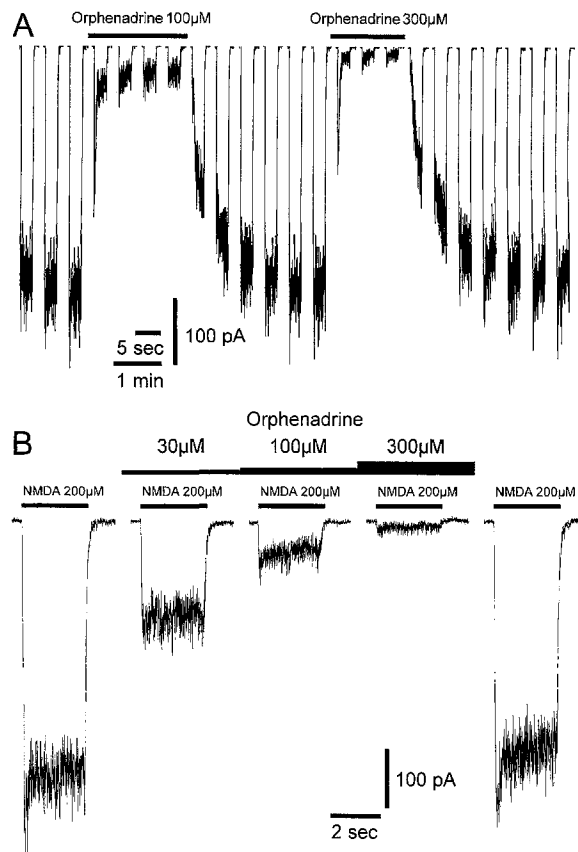 A
Orphenadrine 100µM
Orphenadrine 300µM
5 sec
1 min
100 pA
B
Orphenadrine
30µM 100µM 300µM
NMDA 200µM NMDA 200µM NMDA 200µM NMDA 200µM NMDA 200µM
100 pA
2 sec